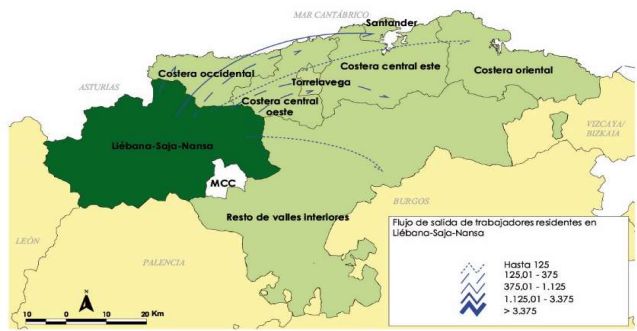 MAR CANTÁBRICO
Santander
Costera occidental
Costera central este
Costera oriental
ASTURIAS
Torrelavega
Costera central
oeste
VIZCAYA/
BIZKAIA
Liébana-Saja-Nansa
MCC
BURGOS
Resto de valles interiores
LEÓN
PALENCIA
Flujo de salida de trabajadores residentes en
Liébana-Saja-Nansa
Hasta 125
125,01 - 375
375,01 - 1.125
1.125,01 - 3.375
> 3.375
N
10 0 10 20 Km